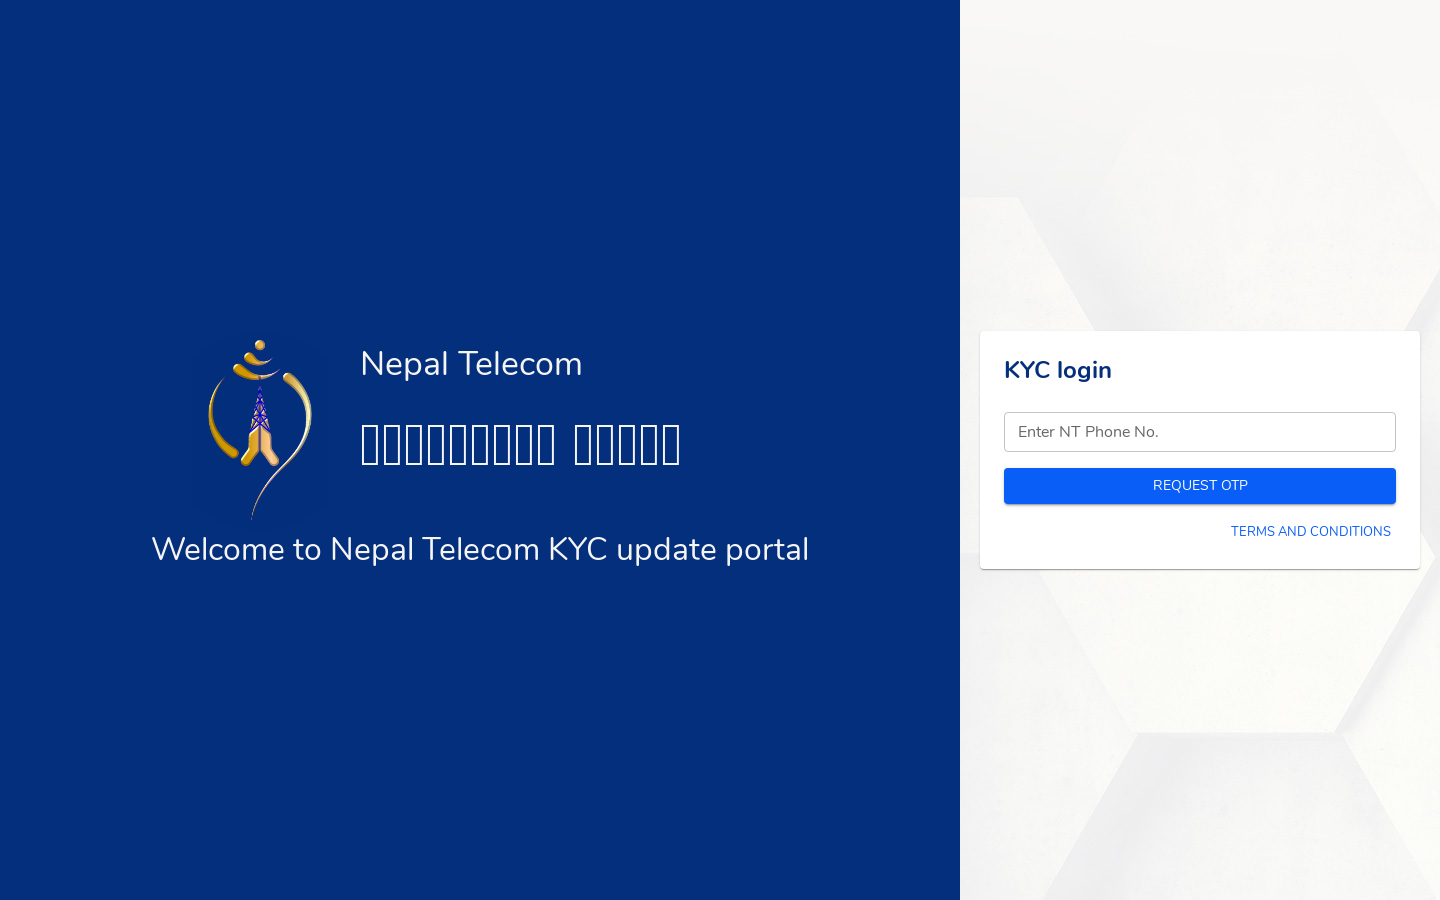 Nepal Telecom
Welcome to Nepal Telecom KYC update portal
KYC login
Enter NT Phone No.
REQUEST OTP
TERMS AND CONDITIONS